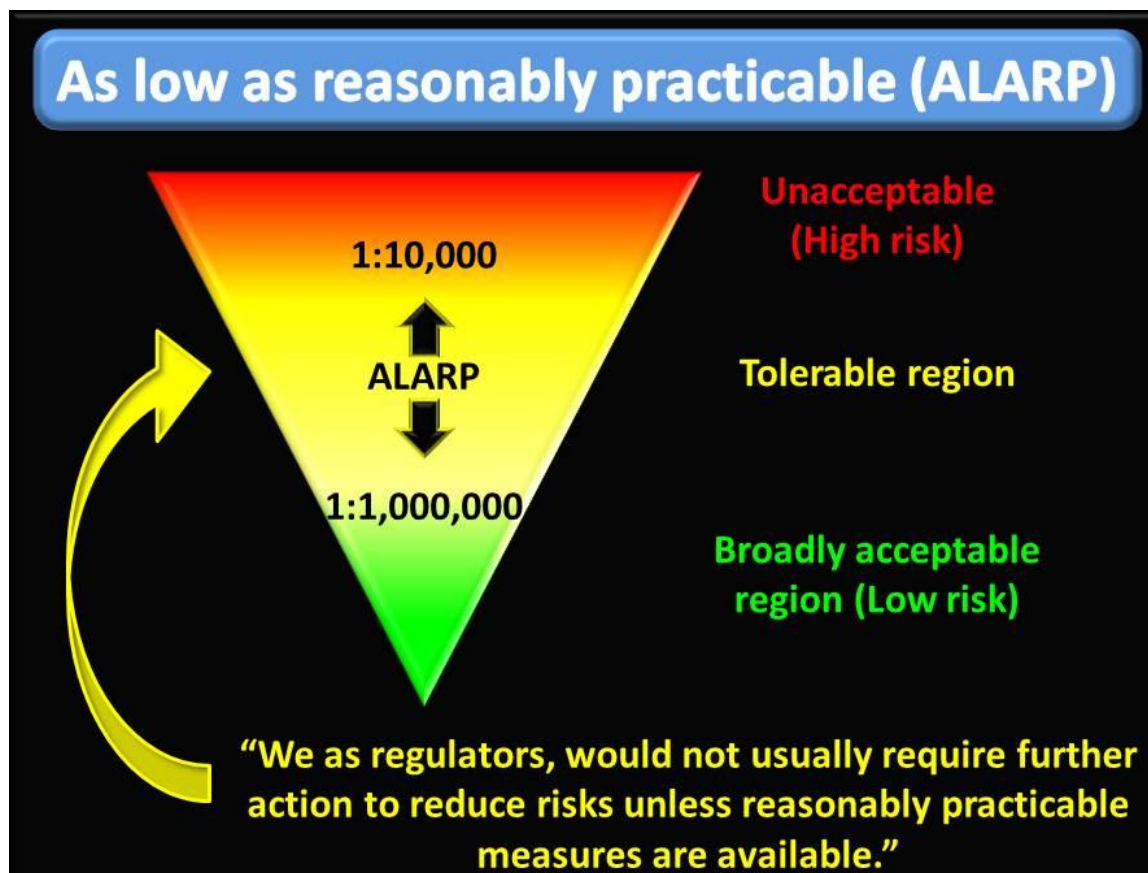 As low as reasonably practicable (ALARP)
Unacceptable
(High risk)
1:10,000
ALARP
Tolerable region
1:1,000,000
Broadly acceptable
region (Low risk)
“We as regulators, would not usually require further
action to reduce risks unless reasonably practicable
measures are available.”